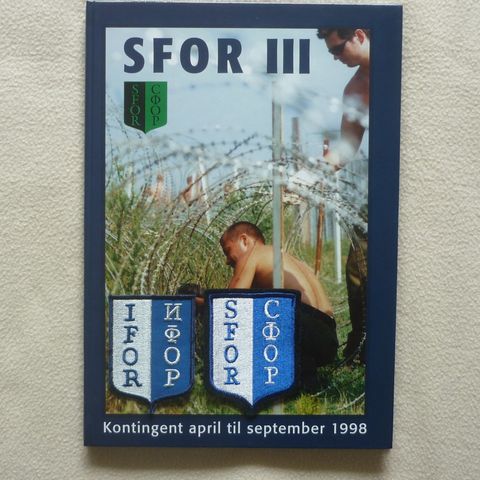 SFOR III
SFOR
СФОР
IFOR
ИФОР
SFOR
СФОР
Kontingent april til september 1998